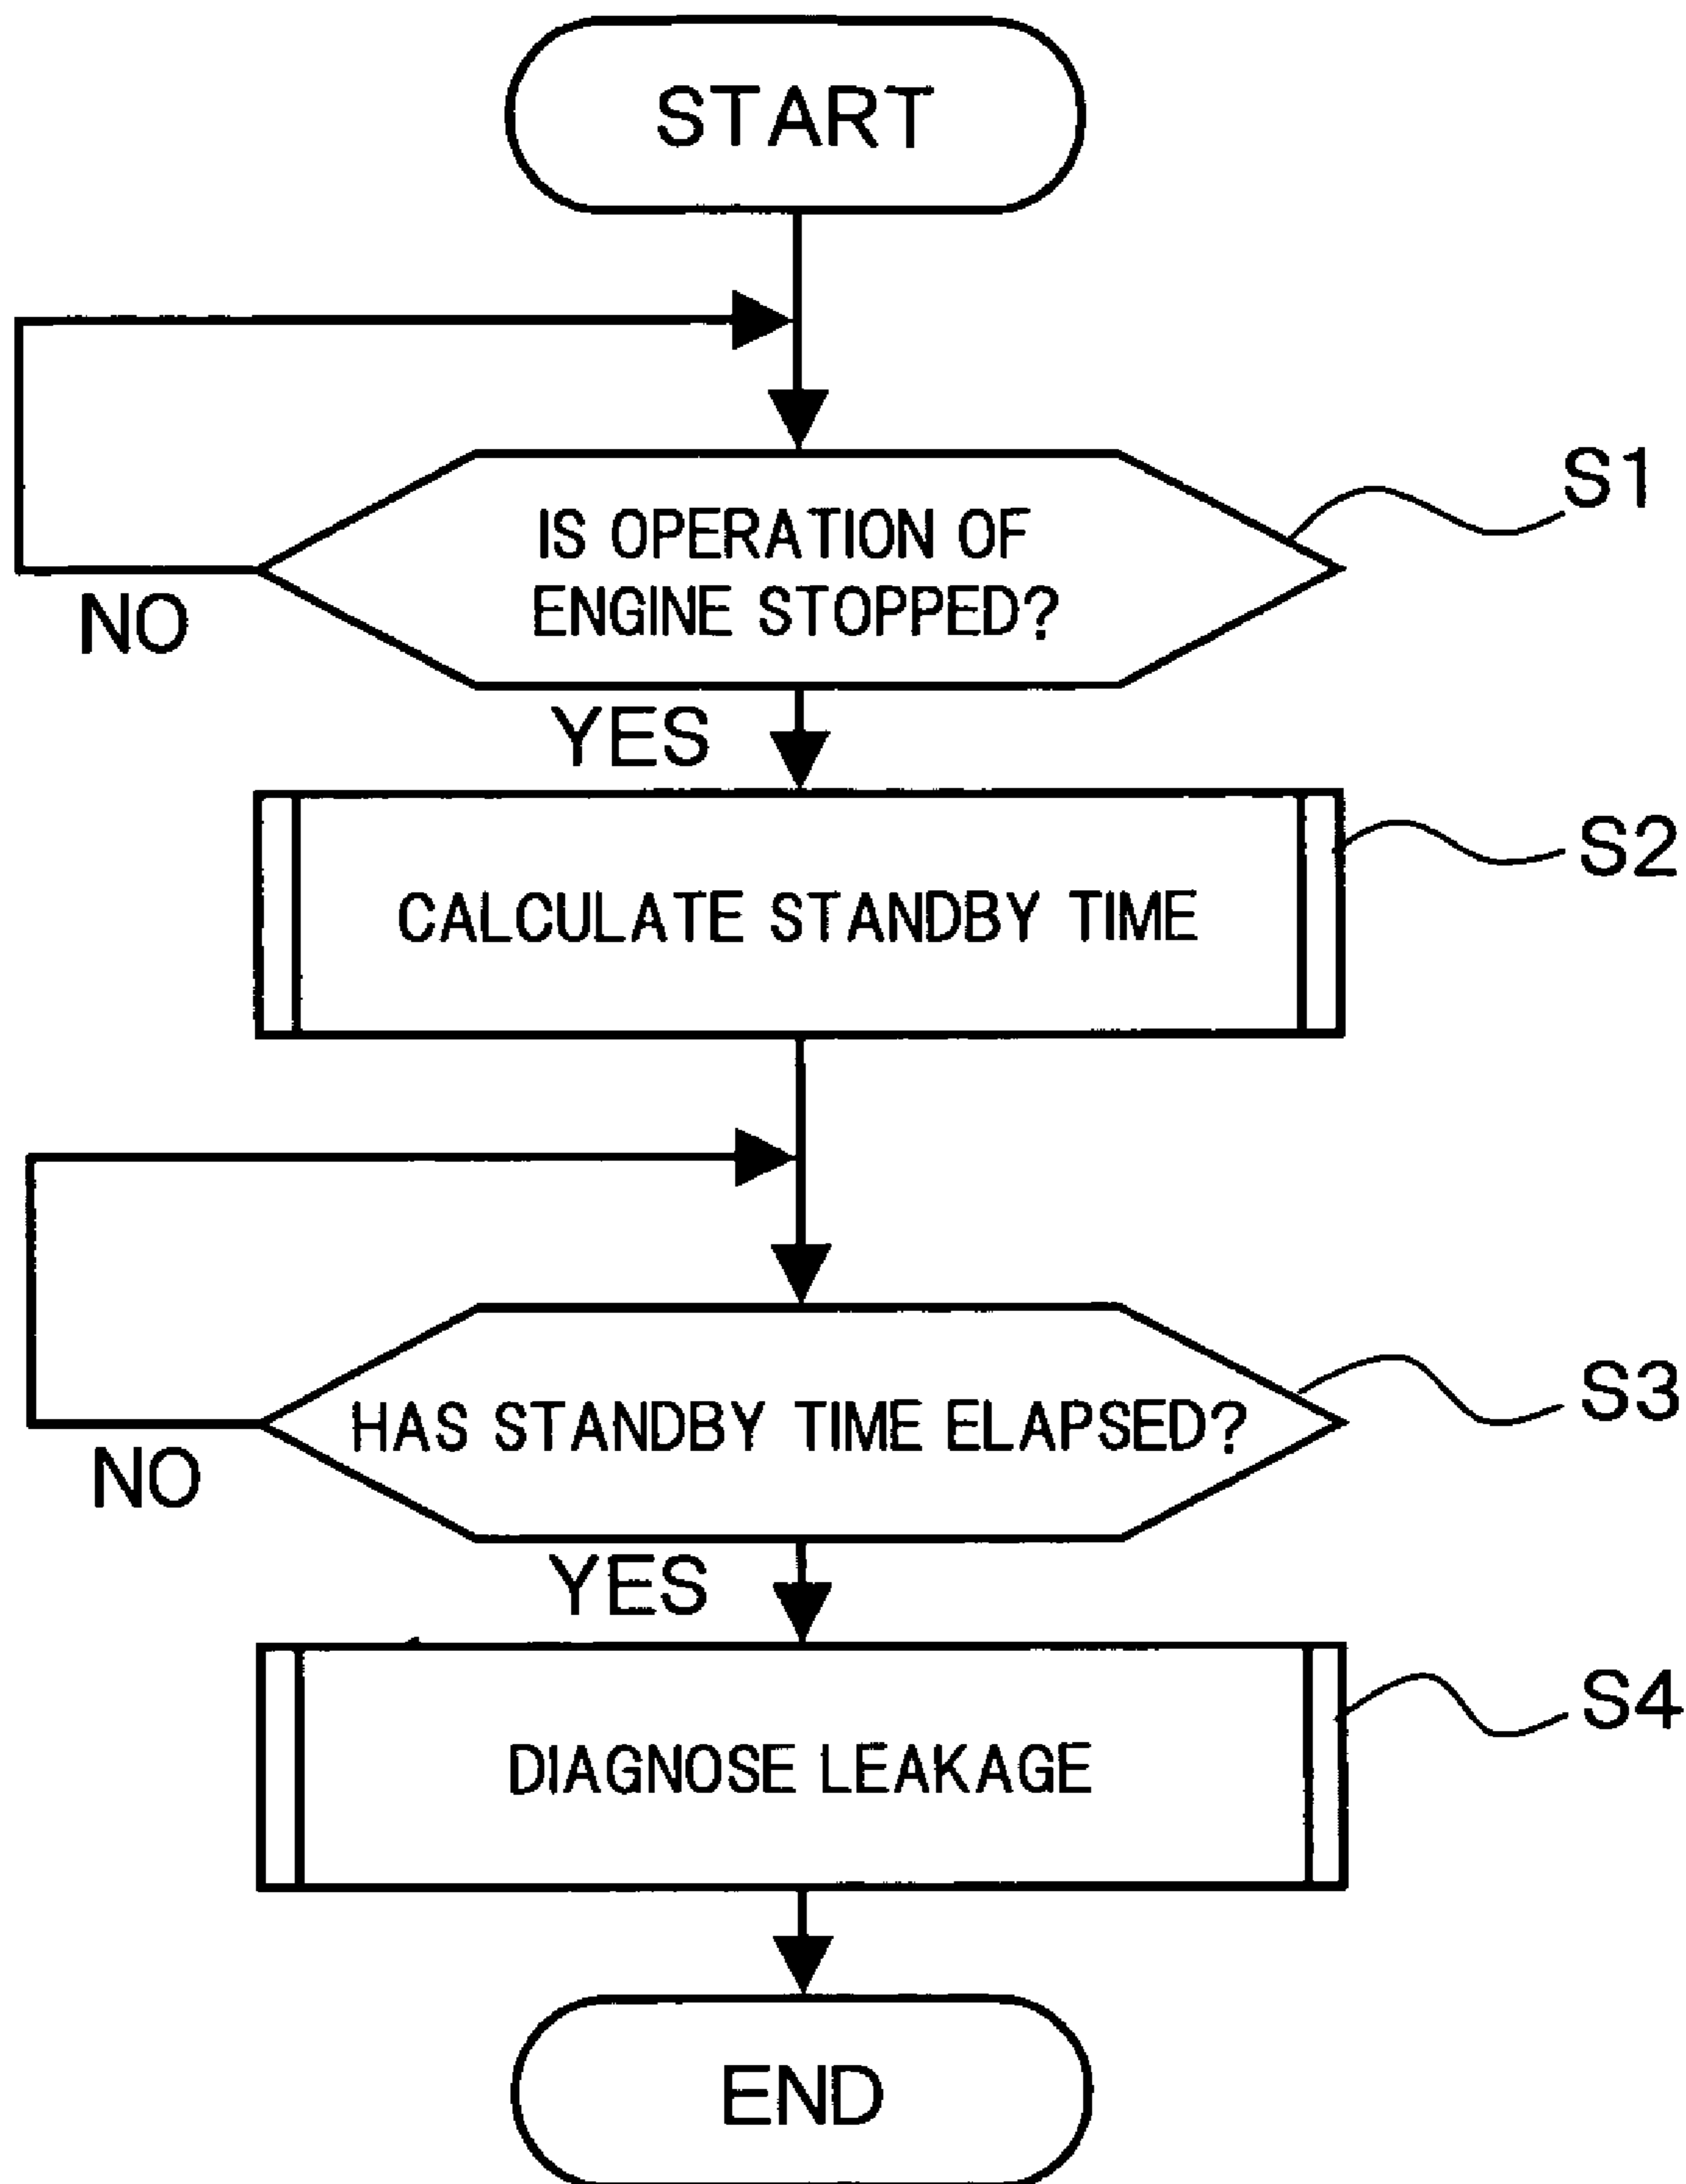 START
IS OPERATION OF
ENGINE STOPPED?
S1
NO
YES
CALCULATE STANDBY TIME
S2
HAS STANDBY TIME ELAPSED?
S3
NO
YES
DIAGNOSE LEAKAGE
S4
END